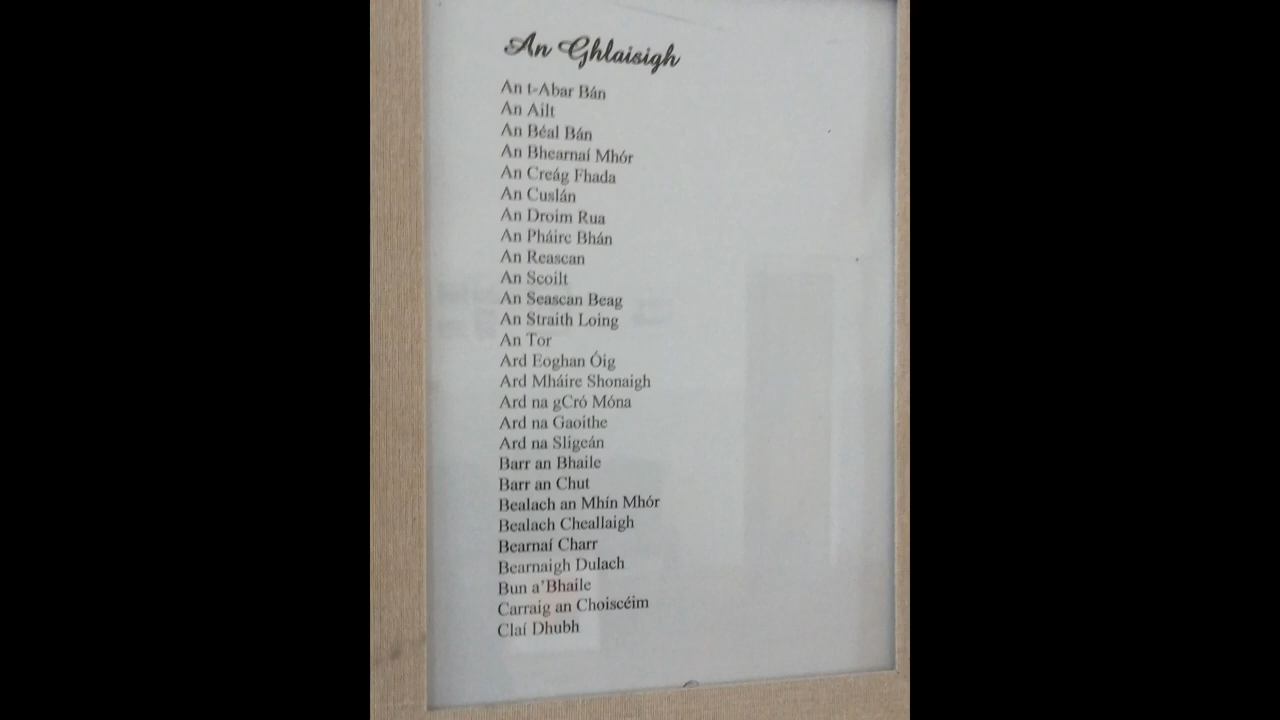 An Ghlaisigh
An t-Abar Bán
An Ailt
An Béal Bán
An Bhearnaí Mhór
An Creág Fhada
An Cuslán
An Droim Rua
An Pháirc Bhán
An Reascan
An Scoilt
An Seascan Beag
An Straith Loing
An Tor
Ard Eoghan Óig
Ard Mháire Shonaigh
Ard na gCró Móna
Ard na Gaoithe
Ard na Sligeán
Barr an Bhaile
Barr an Chut
Bealach an Mhín Mhór
Bealach Cheallaigh
Bearnaí Charr
Bearnaigh Dulach
Bun a’Bhaile
Carraig an Choiscéim
Claí Dhubh